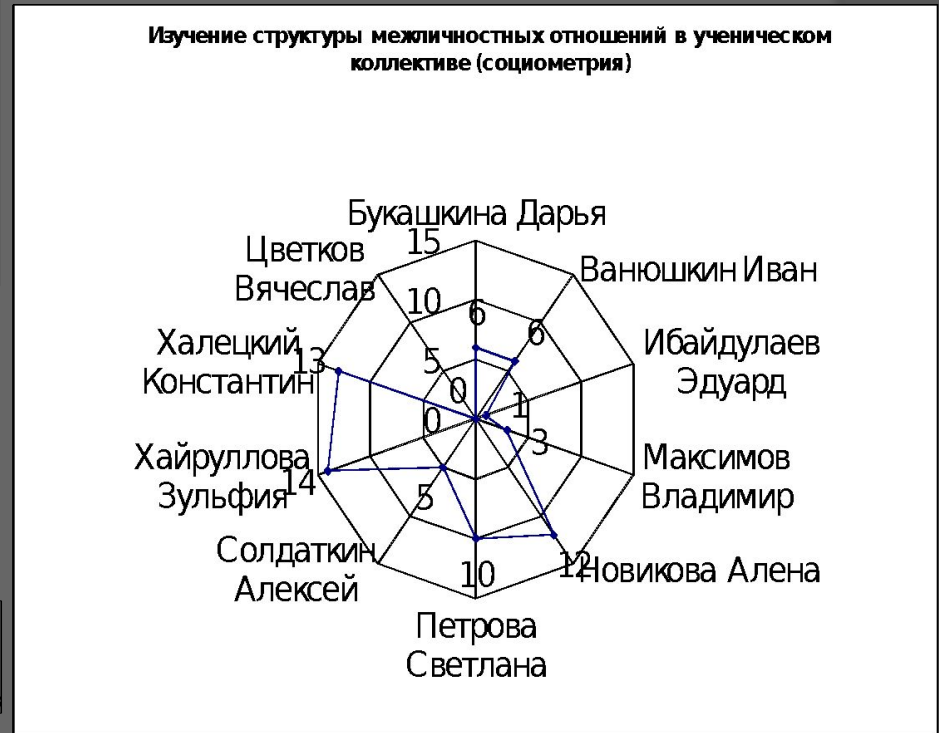 Изучение структуры межличностных отношений в ученическом
коллективе (социометрия)
Букашкина Дарья
Цветков
Вячеслав
15
Ванюшкин Иван
10
6
6
Халецкий
Константин
13
5
0
Ибайдулаев
Эдуард
1
0
3
Хайруллова
Зульфия
14
5
Максимов
Владимир
Солдаткин
Алексей
10
12
Новикова Алена
Петрова
Светлана